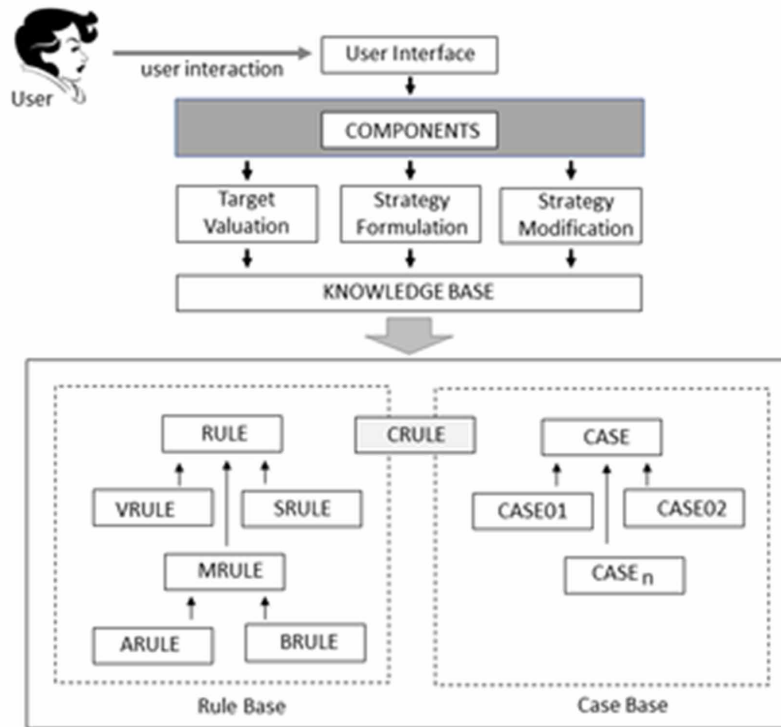 User Interface
user interaction
User
COMPONENTS
Target
Valuation
Strategy
Formulation
Strategy
Modification
KNOWLEDGE BASE
RULE
CRULE
CASE
VRULE
SRULE
CASE01
CASE02
MRULE
CASE n
ARULE
BRULE
Rule Base
Case Base